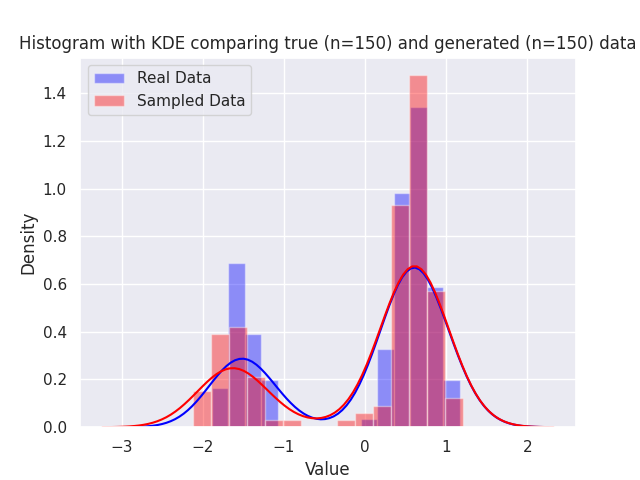 Histogram with KDE comparing true (n=150) and generated (n=150) data
Real Data
Sampled Data
1.4
1.2
1.0
0.8
0.6
0.4
0.2
0.0
Density
−3
−2
−1
0
1
2
Value